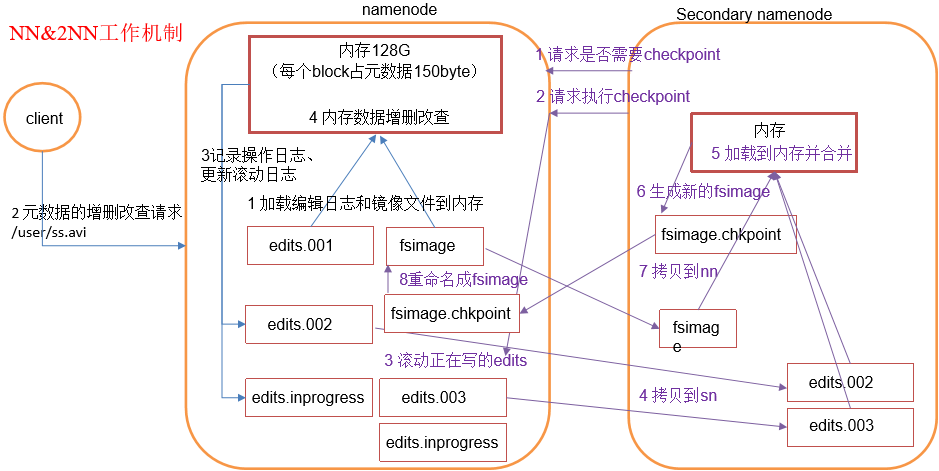 NN&2NN工作机制
namenode
Secondary namenode
内存128G
（每个block占元数据150byte）
4 内存数据增删改查
1 请求是否需要checkpoint
2 请求执行checkpoint
client
内存
5 加载到内存并合并
3记录操作日志、
更新滚动日志
6 生成新的fsimage
1 加载编辑日志和镜像文件到内存
2 元数据的增删改查请求
/user/ss.avi
edits.001
fsimage
fsimage.chkpoint
8重命名成fsimage
7 拷贝到nn
fsimage.chkpoint
edits.002
fsimag
e
3 滚动正在写的edits
edits.002
edits.inprogress
edits.003
4 拷贝到sn
edits.003
edits.inprogress